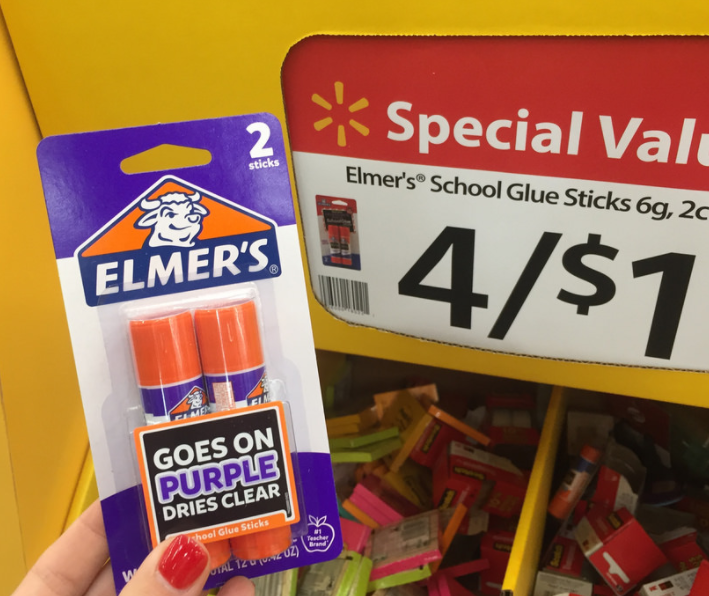 2
sticks
ELMER'S®
ELMER'S
GOES ON
PURPLE
DRIES CLEAR
School Glue Sticks
#1
Teacher
Brand
Special Valu
Elmer's® School Glue Sticks 6g, 2c
4/$1